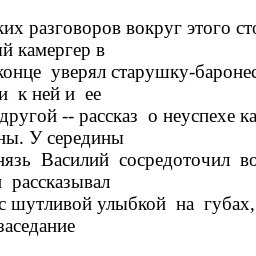 ких разговоров вокруг этого сто
й камергер в
конце уверял старушку-баронес
и к ней и ее
другой -- рассказ о неуспехе ка
ны. У середины
нязь Василий сосредоточил во
рассказывал
с шутливой улыбкой на губах,
заседание